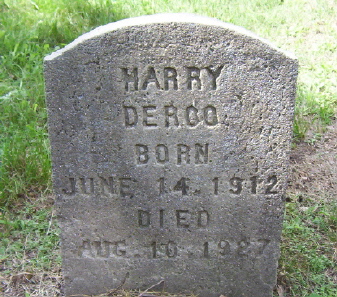 HARRY
DERCO
BORN
JUNE 14. 1912
DIED
AUG. 10 1927